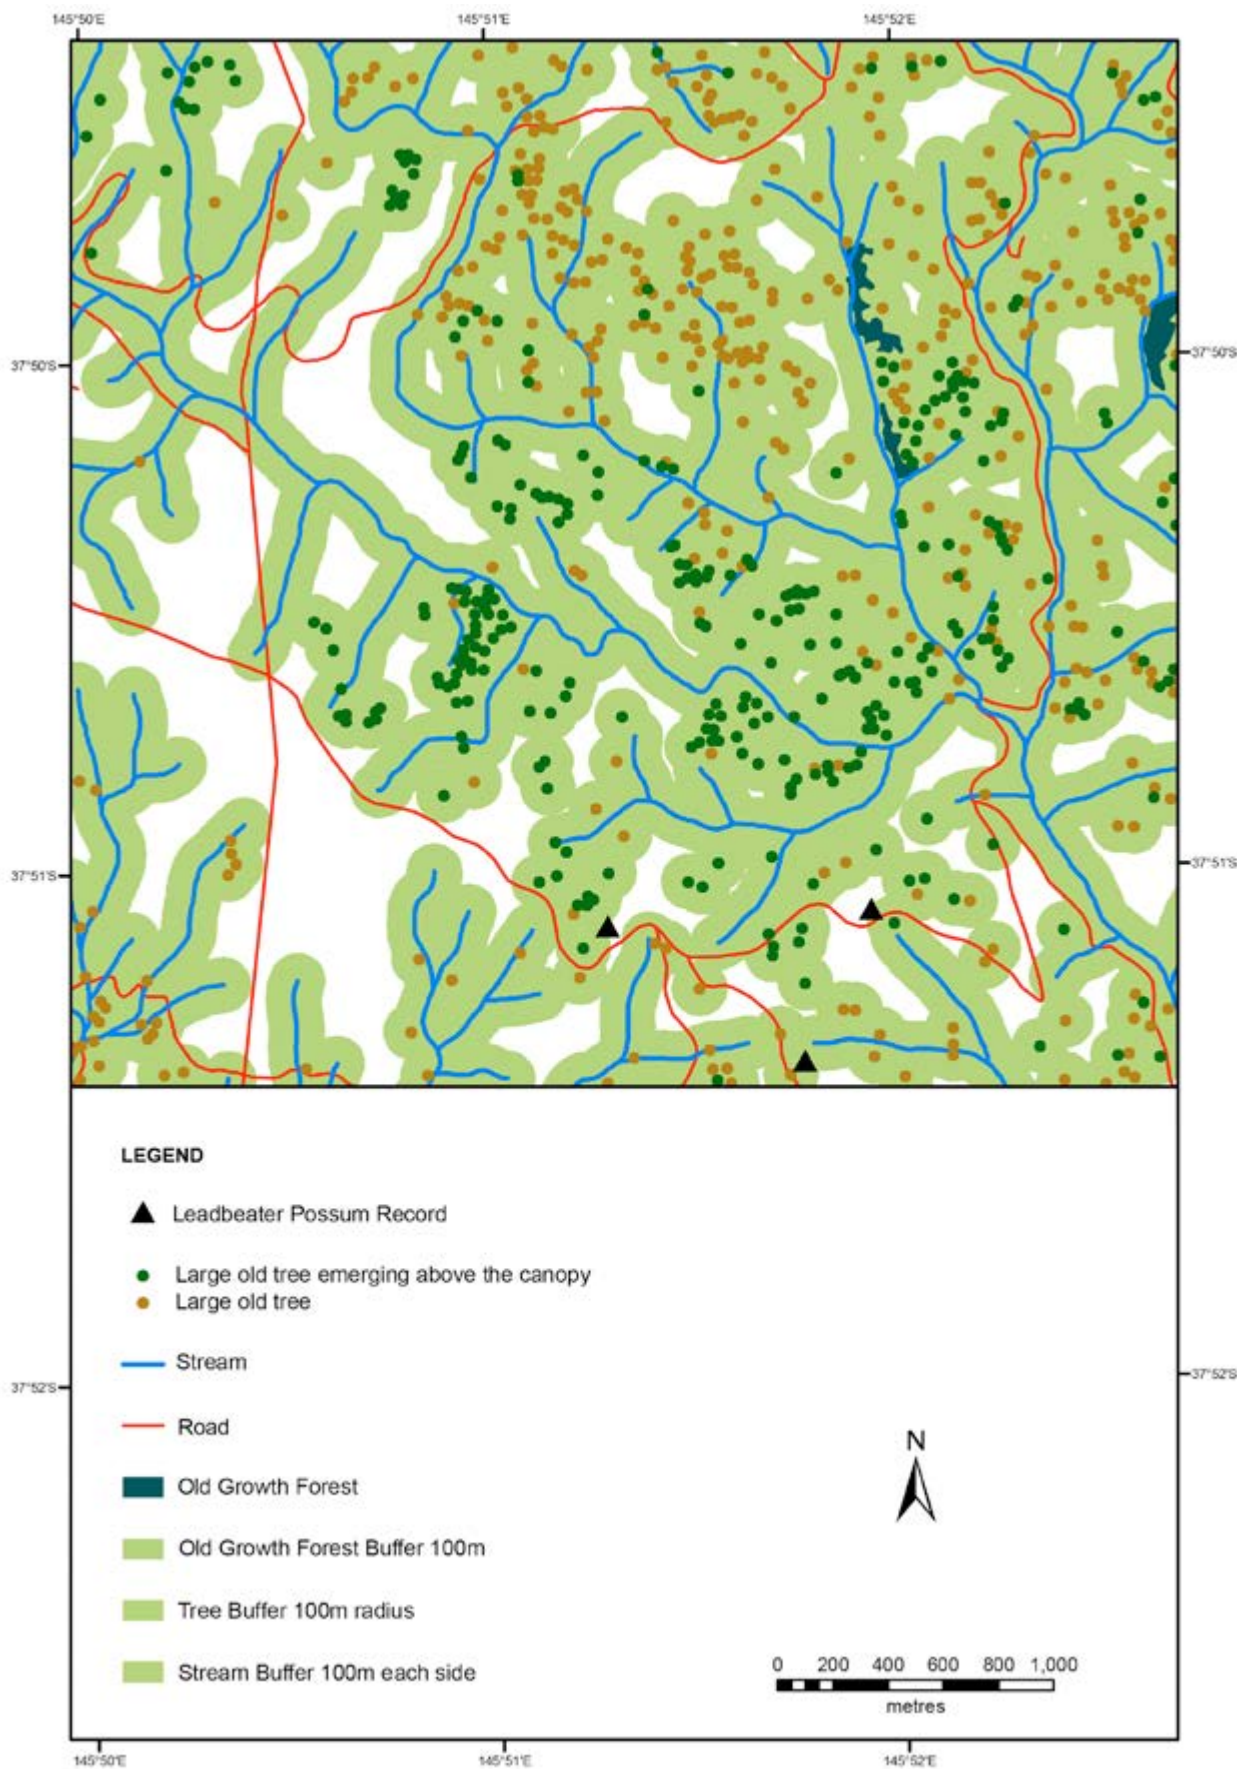 145°50'E 145°51'E 145°52'E
37°50'S 37°50'S
37°51'S 37°51'S
LEGEND
Leadbeater Possum Record
Large old tree emerging above the canopy
Large old tree
Stream
37°52'S 37°52'S
Road
N
Old Growth Forest
Old Growth Forest Buffer 100m
Tree Buffer 100m radius
0 200 400 600 800 1,000
Stream Buffer 100m each side
metres
145°50'E 145°51'E 145°52'E